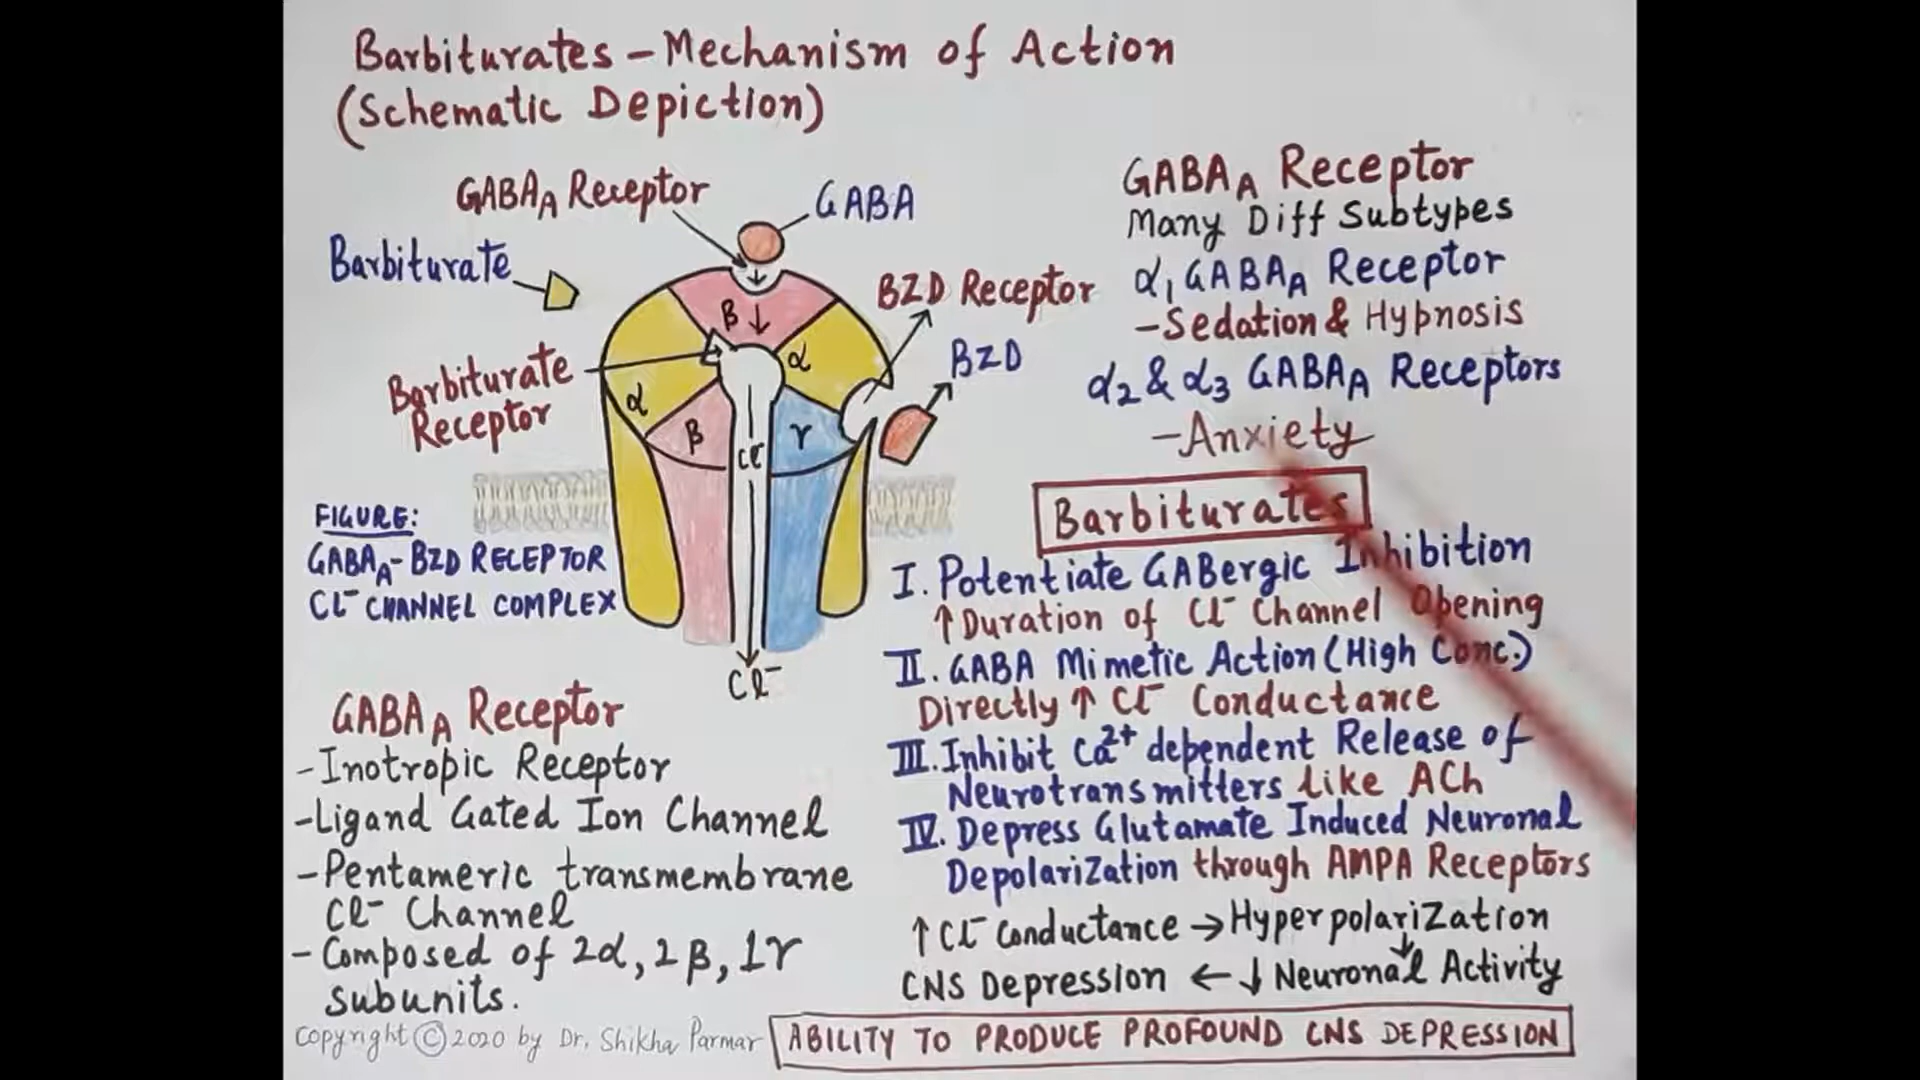 Barbiturates - Mechanism of Action
(Schematic Depiction)
GABAA Receptor
GABA
Barbiturate
BZD Receptor
BZD
Barbiturate
Receptor
β
α
α
β
γ
Cl-
Cl-
FIGURE:
GABAA-BZD RECEPTOR
Cl- CHANNEL COMPLEX
GABAA Receptor
- Inotropic Receptor
- Ligand Gated Ion Channel
- Pentameric transmembrane
Cl- Channel
- Composed of 2α, 2β, 1γ
subunits.
Copyright © 2020 by Dr. Shikha Parmar
GABAA Receptor
Many Diff Subtypes
α1 GABAA Receptor
- Sedation & Hypnosis
α2 & α3 GABAA Receptors
- Anxiety
Barbiturates
I. Potentiate GABergic Inhibition
↑ Duration of Cl- Channel Opening
II. GABA Mimetic Action (High Conc.)
Directly ↑ Cl- Conductance
III. Inhibit Ca2+ dependent Release of
Neurotransmitters like ACh
IV. Depress Glutamate Induced Neuronal
Depolarization through AMPA Receptors
↑ Cl- Conductance → Hyperpolarization
↓
CNS Depression ← ↓ Neuronal Activity
ABILITY TO PRODUCE PROFOUND CNS DEPRESSION